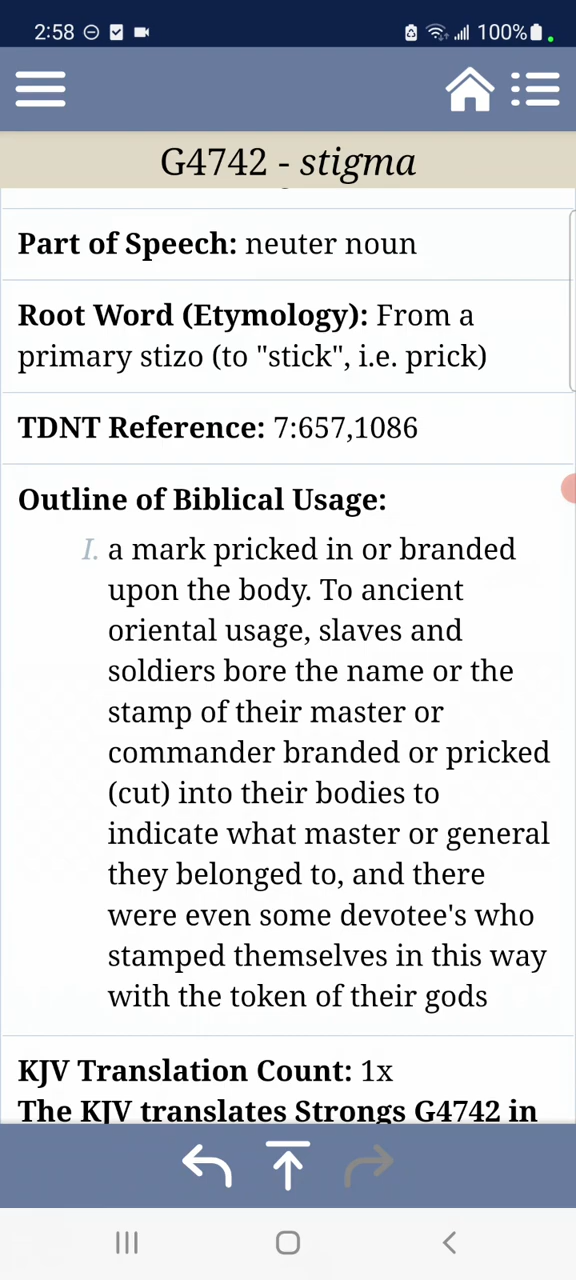 2:58
100%
G4742 - stigma
Part of Speech: neuter noun
Root Word (Etymology): From a
primary stizo (to "stick", i.e. prick)
TDNT Reference: 7:657,1086
Outline of Biblical Usage:
I. a mark pricked in or branded
upon the body. To ancient
oriental usage, slaves and
soldiers bore the name or the
stamp of their master or
commander branded or pricked
(cut) into their bodies to
indicate what master or general
they belonged to, and there
were even some devotee's who
stamped themselves in this way
with the token of their gods
KJV Translation Count: 1x
The KJV translates Strongs G4742 in